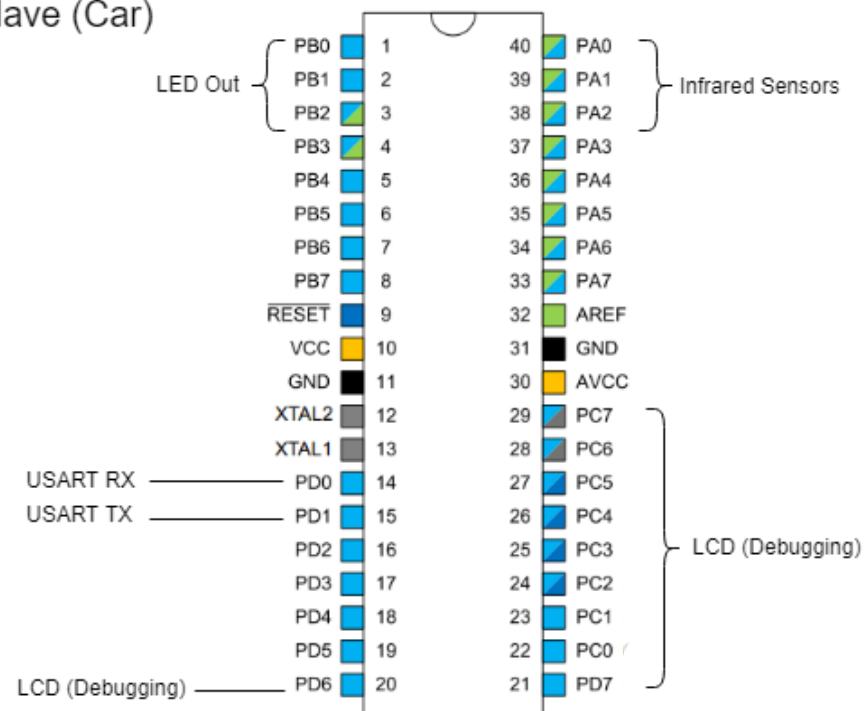 lave (Car)
PB0 1 40 PA0
LED Out PB1 2 39 PA1 Infrared Sensors
PB2 3 38 PA2
PB3 4 37 PA3
PB4 5 36 PA4
PB5 6 35 PA5
PB6 7 34 PA6
PB7 8 33 PA7
RESET 9 32 AREF
VCC 10 31 GND
GND 11 30 AVCC
XTAL2 12 29 PC7
XTAL1 13 28 PC6
USART RX PD0 14 27 PC5
USART TX PD1 15 26 PC4
PD2 16 25 PC3 LCD (Debugging)
PD3 17 24 PC2
PD4 18 23 PC1
PD5 19 22 PC0
LCD (Debugging) PD6 20 21 PD7